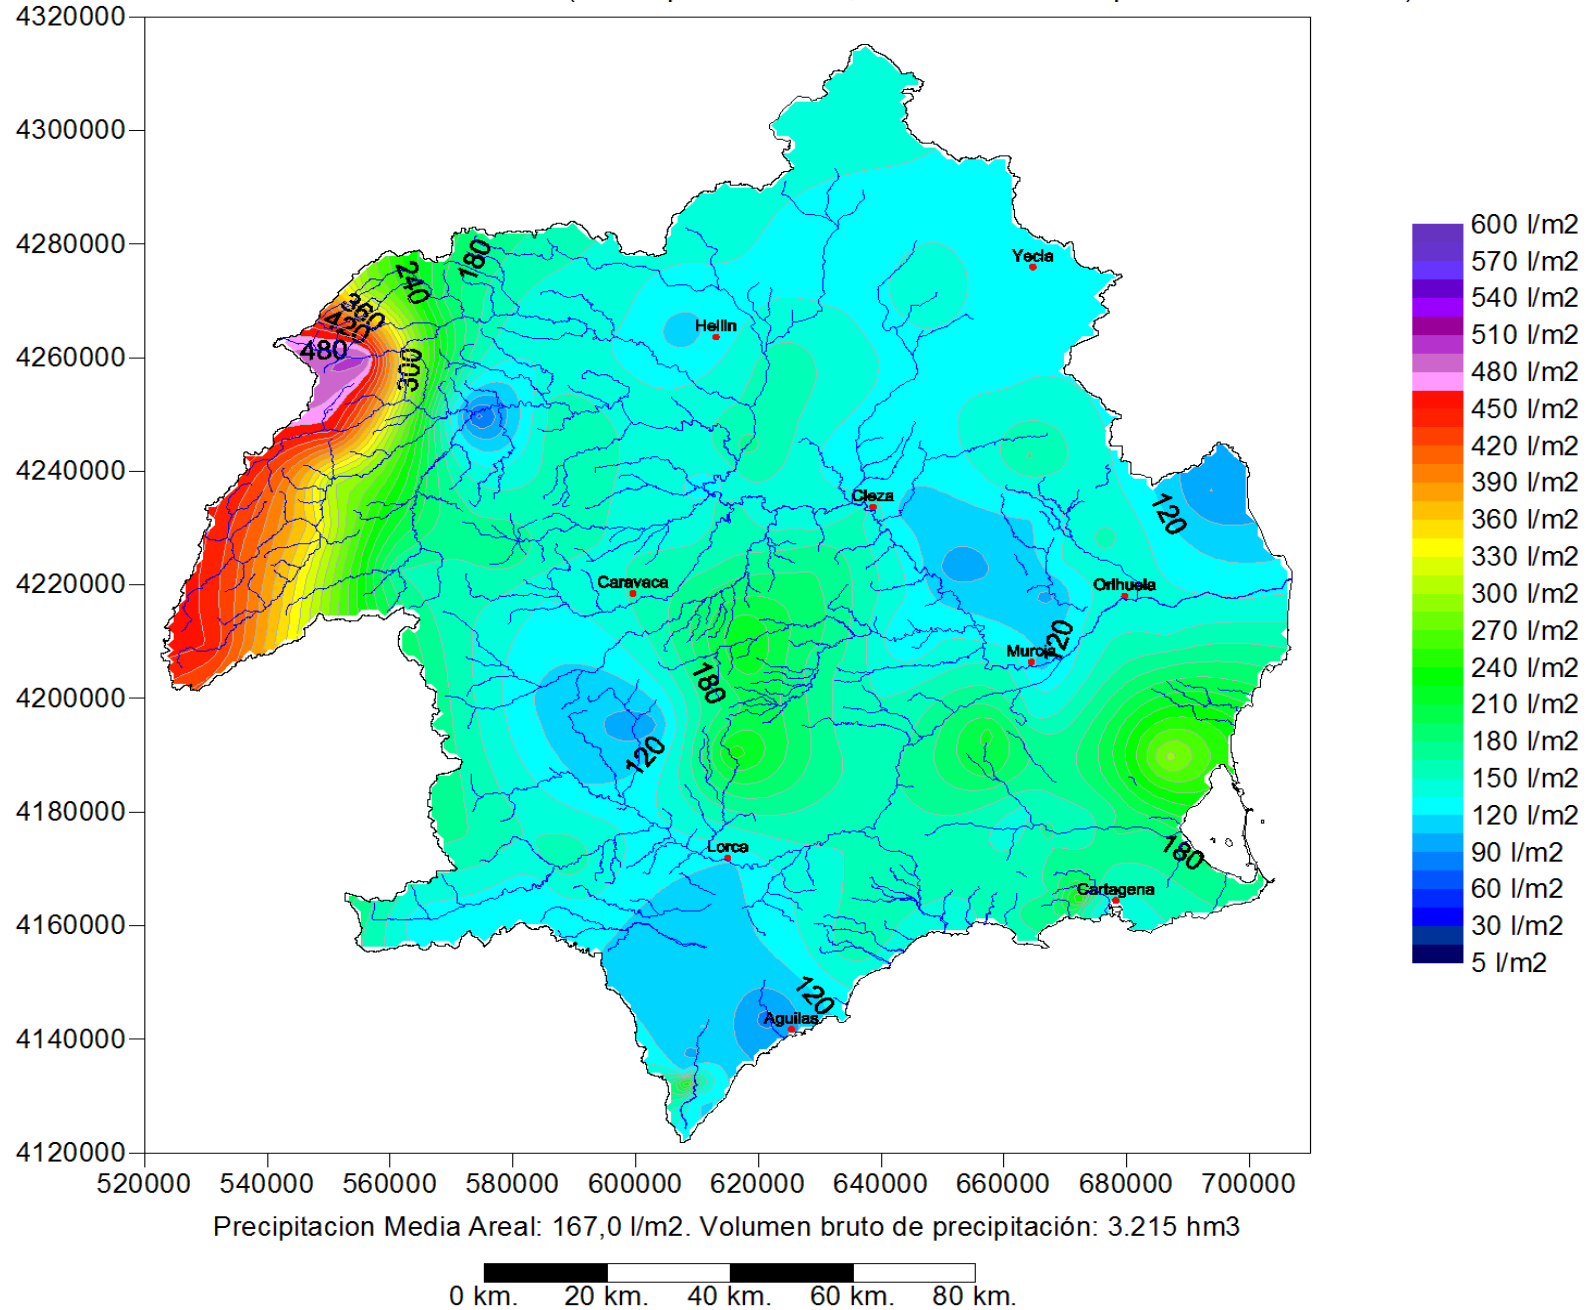 4320000
4300000
4280000
4260000
4240000
4220000
4200000
4180000
4160000
4140000
4120000
520000 540000 560000 580000 600000 620000 640000 660000 680000 700000
180
240
360
420
480
300
Yecla
Hellin
Cieza
120
Caravaca
Orihuela
120
Murcia
180
120
Lorca
180
Cartagena
120
Aguilas
600 l/m2
570 l/m2
540 l/m2
510 l/m2
480 l/m2
450 l/m2
420 l/m2
390 l/m2
360 l/m2
330 l/m2
300 l/m2
270 l/m2
240 l/m2
210 l/m2
180 l/m2
150 l/m2
120 l/m2
90 l/m2
60 l/m2
30 l/m2
5 l/m2
Precipitacion Media Areal: 167,0 l/m2. Volumen bruto de precipitación: 3.215 hm3
0 km. 20 km. 40 km. 60 km. 80 km.